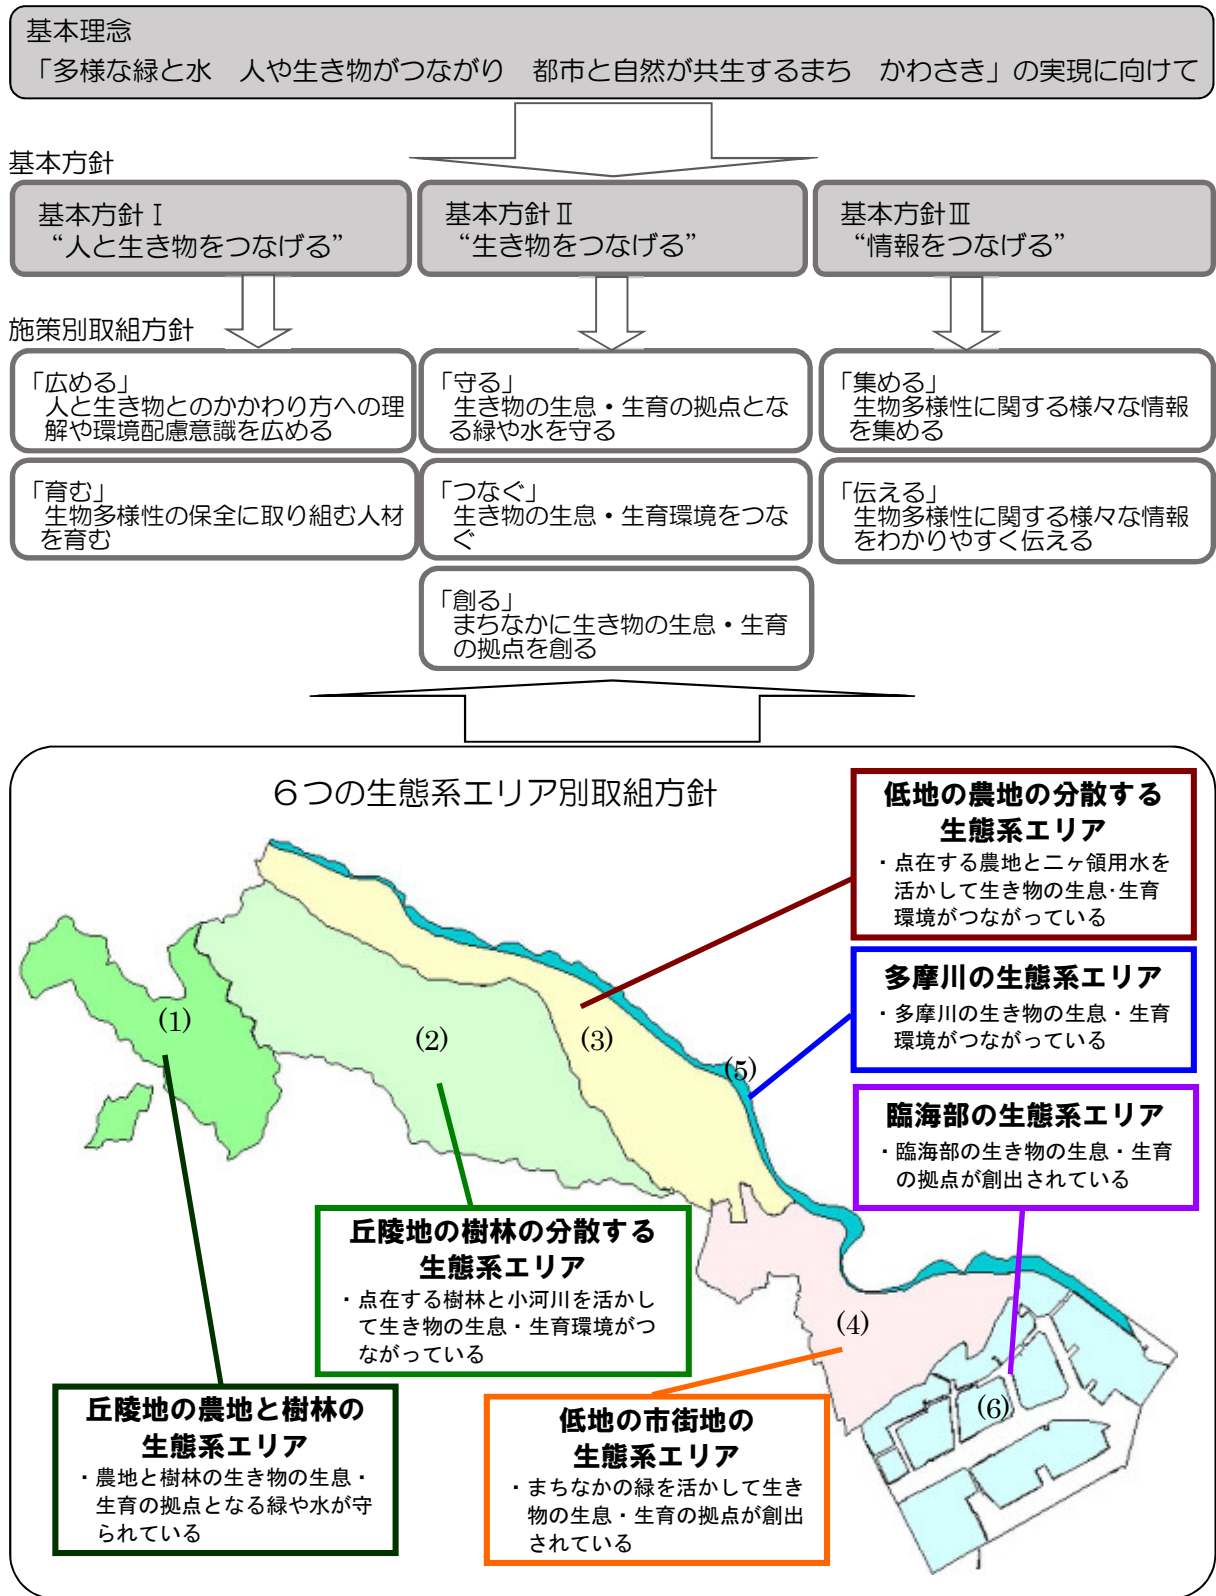 基本理念
「多様な緑と水　人や生き物がつながり　都市と自然が共生するまち　かわさき」の実現に向けて
基本方針
基本方針Ⅰ
“人と生き物をつなげる”
基本方針Ⅱ
“生き物をつなげる”
基本方針Ⅲ
“情報をつなげる”
施策別取組方針
「広める」
人と生き物とのかかわり方への理
解や環境配慮意識を広める
「育む」
生物多様性の保全に取り組む人材
を育む
「守る」
生き物の生息・生育の拠点とな
る緑や水を守る
「つなぐ」
生き物の生息・生育環境をつな
ぐ
「創る」
まちなかに生き物の生息・生育
の拠点を創る
「集める」
生物多様性に関する様々な情報
を集める
「伝える」
生物多様性に関する様々な情報
をわかりやすく伝える
６つの生態系エリア別取組方針
低地の農地の分散する
生態系エリア
・点在する農地と二ヶ領用水を
活かして生き物の生息・生育
環境がつながっている
多摩川の生態系エリア
・多摩川の生き物の生息・生育
環境がつながっている
臨海部の生態系エリア
・臨海部の生き物の生息・生育
の拠点が創出されている
(1)
(2)
(3)
(5)
(4)
(6)
丘陵地の樹林の分散する
生態系エリア
・点在する樹林と小河川を活かし
て生き物の生息・生育環境がつ
ながっている
丘陵地の農地と樹林の
生態系エリア
・農地と樹林の生き物の生息・
生育の拠点となる緑や水が守
られている
低地の市街地の
生態系エリア
・まちなかの緑を活かして生き
物の生息・生育の拠点が創出
されている